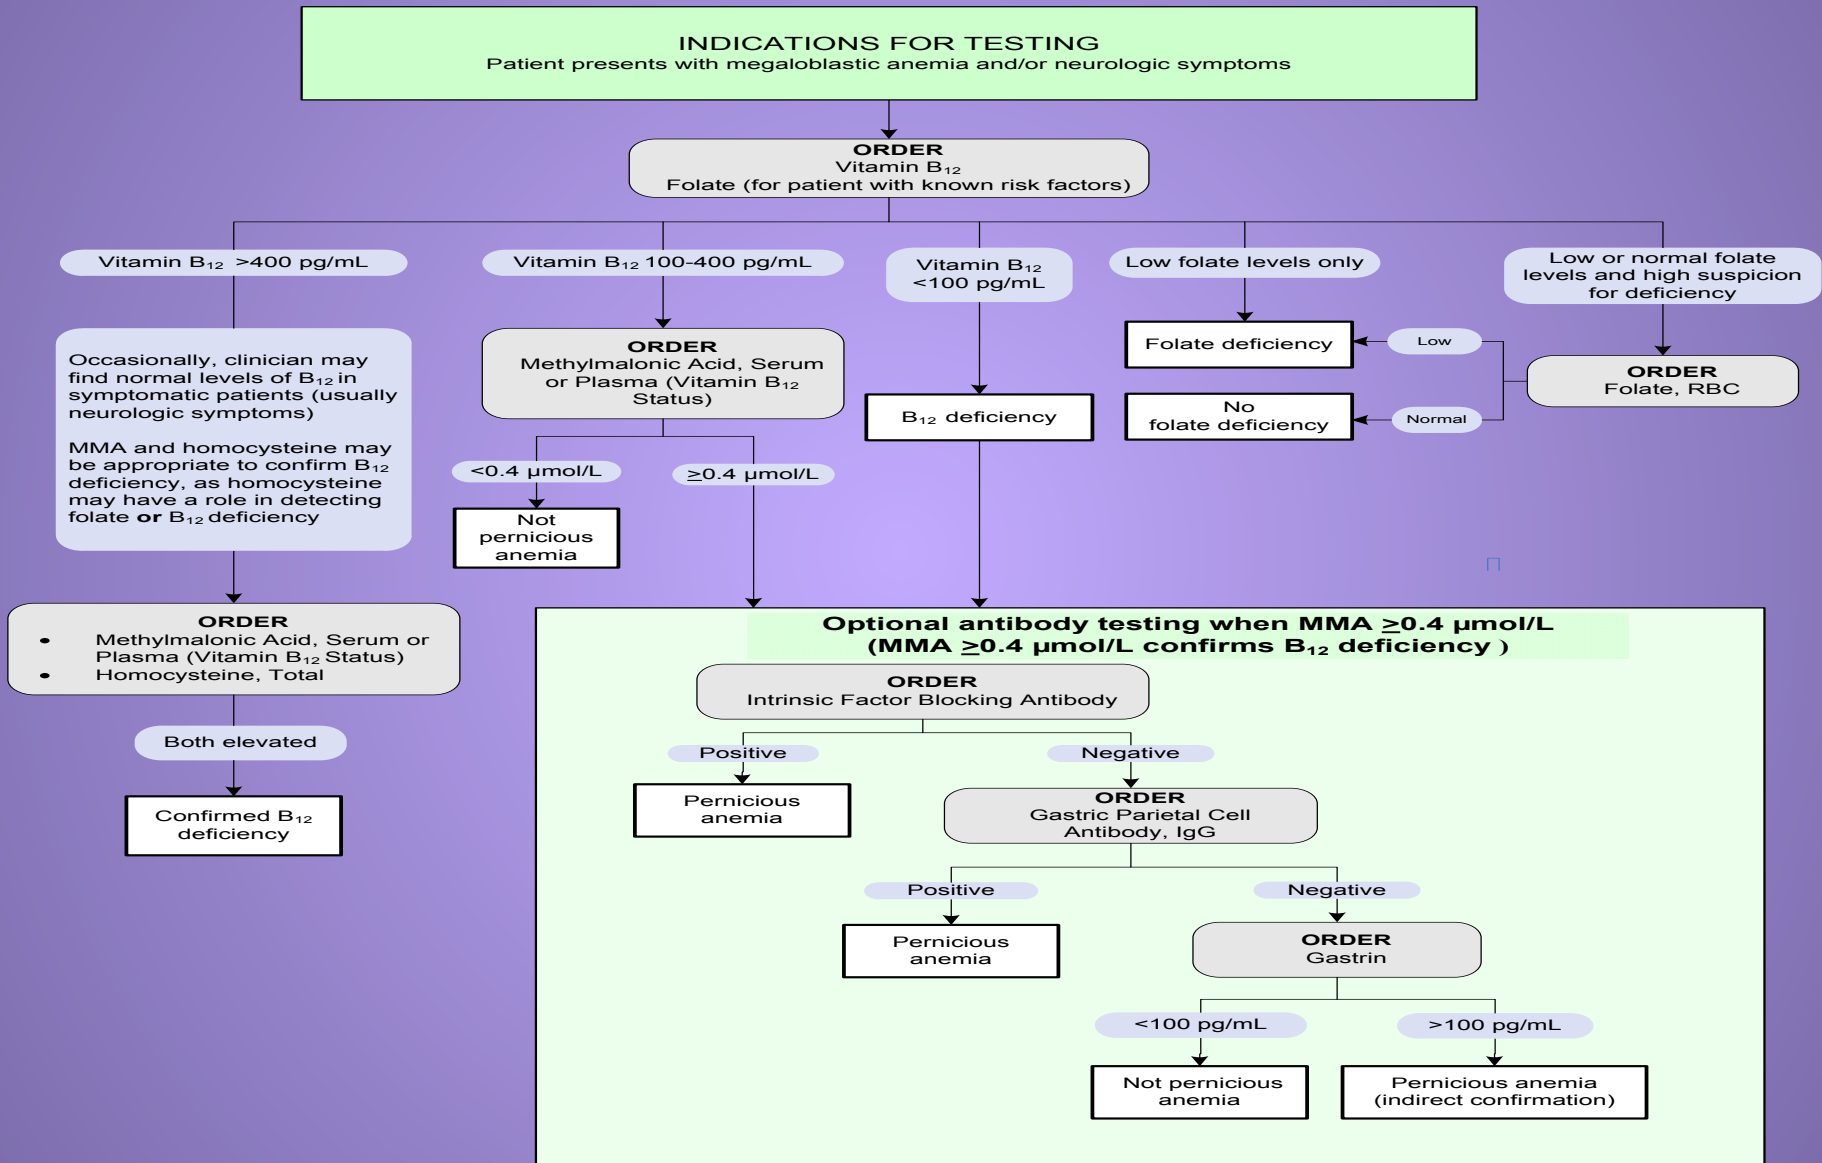 INDICATIONS FOR TESTING
Patient presents with megaloblastic anemia and/or neurologic symptoms
ORDER
Vitamin B₁₂
Folate (for patient with known risk factors)
Vitamin B₁₂ >400 pg/mL
Vitamin B₁₂ 100-400 pg/mL
Vitamin B₁₂
<100 pg/mL
Low folate levels only
Low or normal folate
levels and high suspicion
for deficiency
Occasionally, clinician may
find normal levels of B₁₂ in
symptomatic patients (usually
neurologic symptoms)
MMA and homocysteine may
be appropriate to confirm B₁₂
deficiency, as homocysteine
may have a role in detecting
folate or B₁₂ deficiency
ORDER
Methylmalonic Acid, Serum
or Plasma (Vitamin B₁₂
Status)
B₁₂ deficiency
Folate deficiency
Low
No
folate deficiency
Normal
ORDER
Folate, RBC
<0.4 µmol/L
≥0.4 µmol/L
Not
pernicious
anemia
ORDER
• Methylmalonic Acid, Serum or
Plasma (Vitamin B₁₂ Status)
• Homocysteine, Total
Both elevated
Confirmed B₁₂
deficiency
Optional antibody testing when MMA ≥0.4 µmol/L
(MMA ≥0.4 µmol/L confirms B₁₂ deficiency )
ORDER
Intrinsic Factor Blocking Antibody
Positive
Negative
Pernicious
anemia
ORDER
Gastric Parietal Cell
Antibody, IgG
Positive
Negative
Pernicious
anemia
ORDER
Gastrin
<100 pg/mL
>100 pg/mL
Not pernicious
anemia
Pernicious anemia
(indirect confirmation)